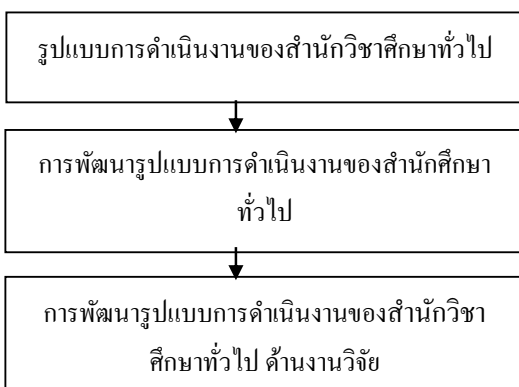 รูปแบบการดำเนินงานของสำนักวิชาศึกษาทั่วไป
การพัฒนารูปแบบการดำเนินงานของสำนักศึกษา
ทั่วไป
การพัฒนารูปแบบการดำเนินงานของสำนักวิชา
ศึกษาทั่วไป ด้านงานวิจัย